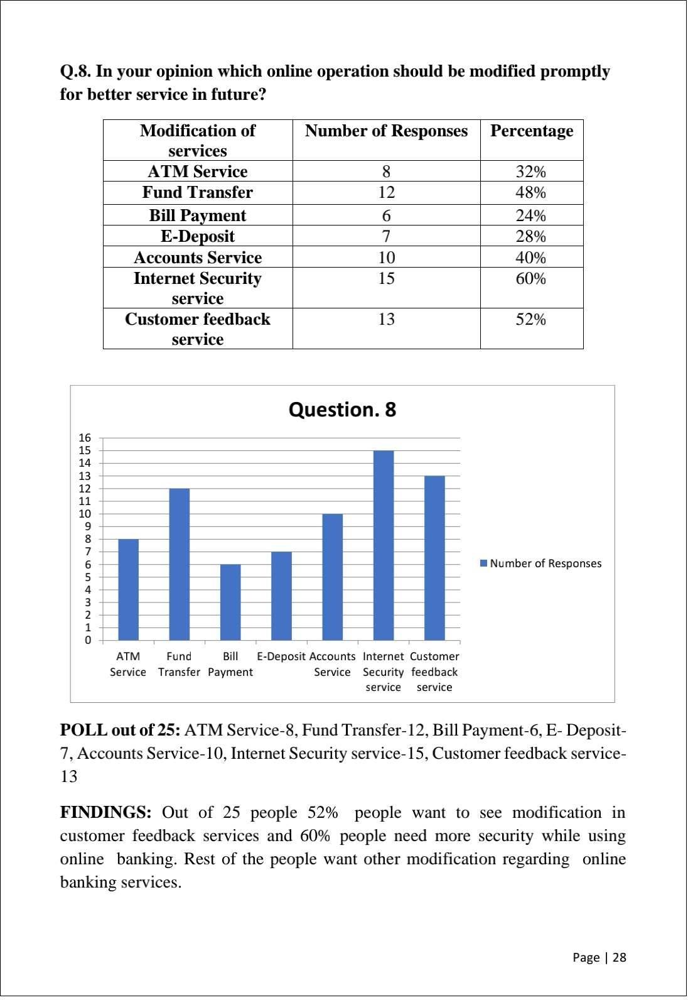 Q.8. In your opinion which online operation should be modified promptly
for better service in future?
Modification of services Number of Responses Percentage
ATM Service 8 32%
Fund Transfer 12 48%
Bill Payment 6 24%
E-Deposit 7 28%
Accounts Service 10 40%
Internet Security service 15 60%
Customer feedback service 13 52%
Question. 8
16
15
14
13
12
11
10
9
8
7
6
5
4
3
2
1
0
ATM Service Fund Transfer Bill Payment E-Deposit Accounts Service Internet Security service Customer feedback service
Number of Responses
POLL out of 25: ATM Service-8, Fund Transfer-12, Bill Payment-6, E- Deposit-
7, Accounts Service-10, Internet Security service-15, Customer feedback service-
13
FINDINGS: Out of 25 people 52% people want to see modification in
customer feedback services and 60% people need more security while using
online banking. Rest of the people want other modification regarding online
banking services.
Page | 28